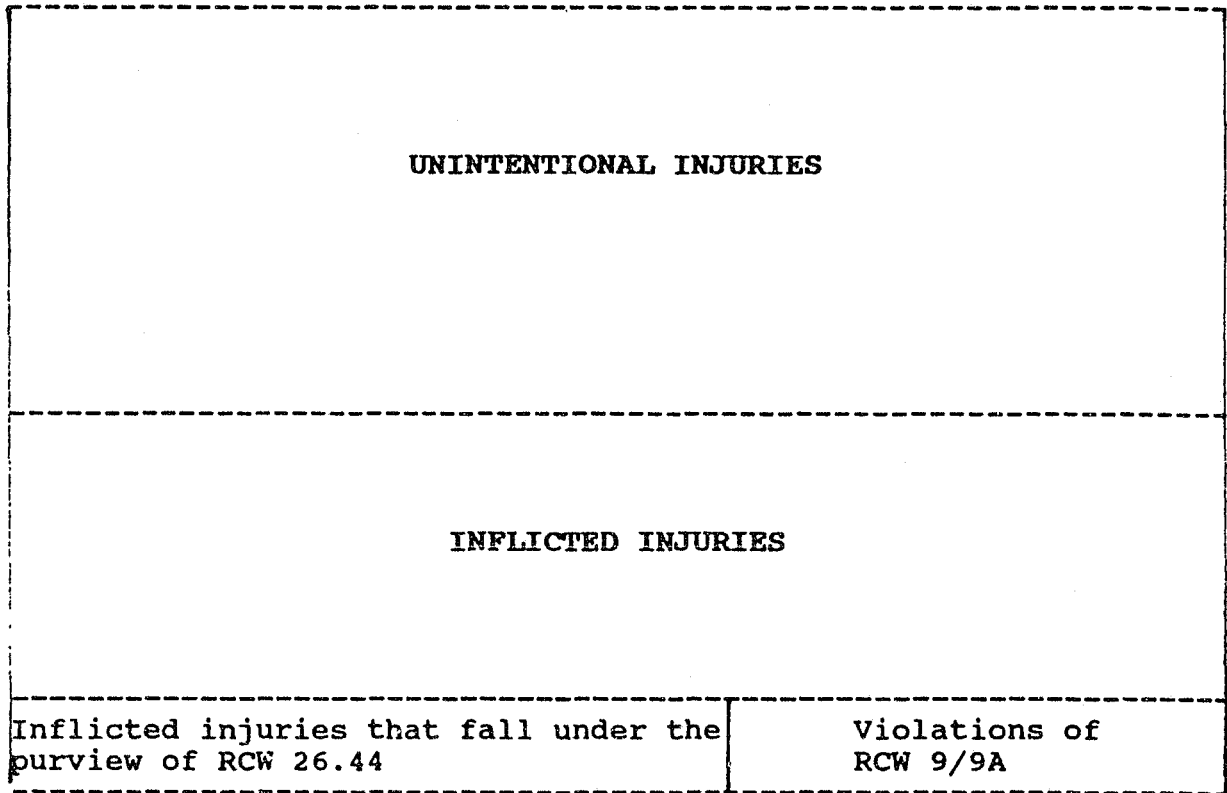 UNINTENTIONAL INJURIES
INFLICTED INJURIES
Inflicted injuries that fall under the
purview of RCW 26.44
Violations of
RCW 9/9A